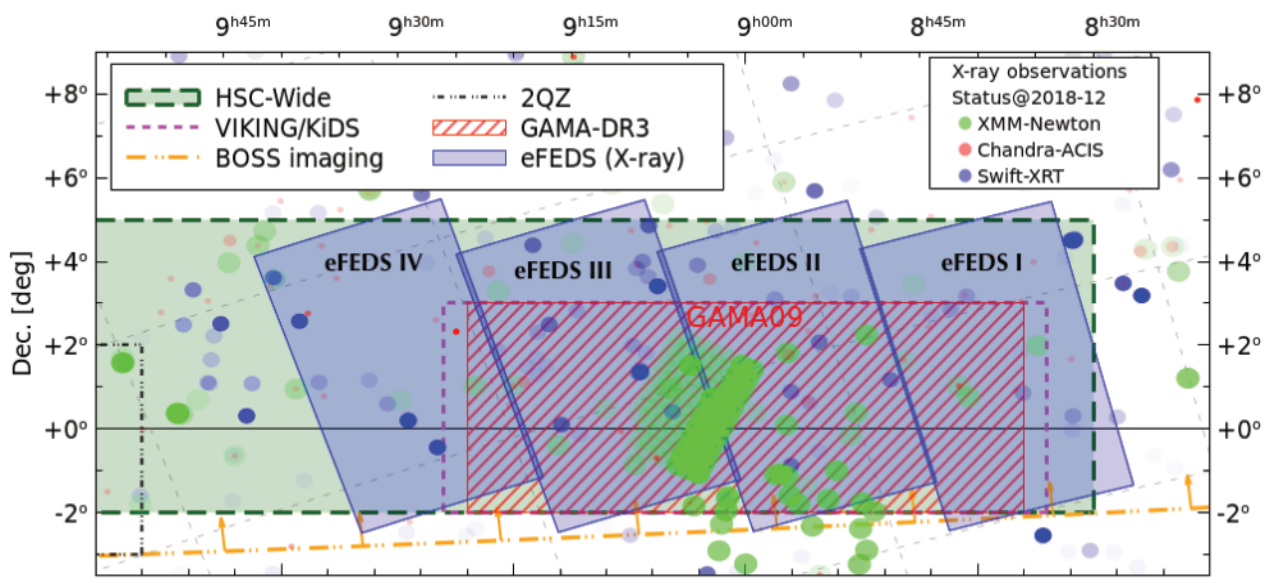 9h45m 9h30m 9h15m 9h00m 8h45m 8h30m
HSC-Wide
VIKING/KiDS
BOSS imaging
2QZ
GAMA-DR3
eFEDS (X-ray)
X-ray observations
Status@2018-12
XMM-Newton
Chandra-ACIS
Swift-XRT
+8° +8°
+6° +6°
+4° +4°
+2° +2°
+0° +0°
-2° -2°
Dec. [deg]
eFEDS IV
eFEDS III
eFEDS II
eFEDS I
GAMA09